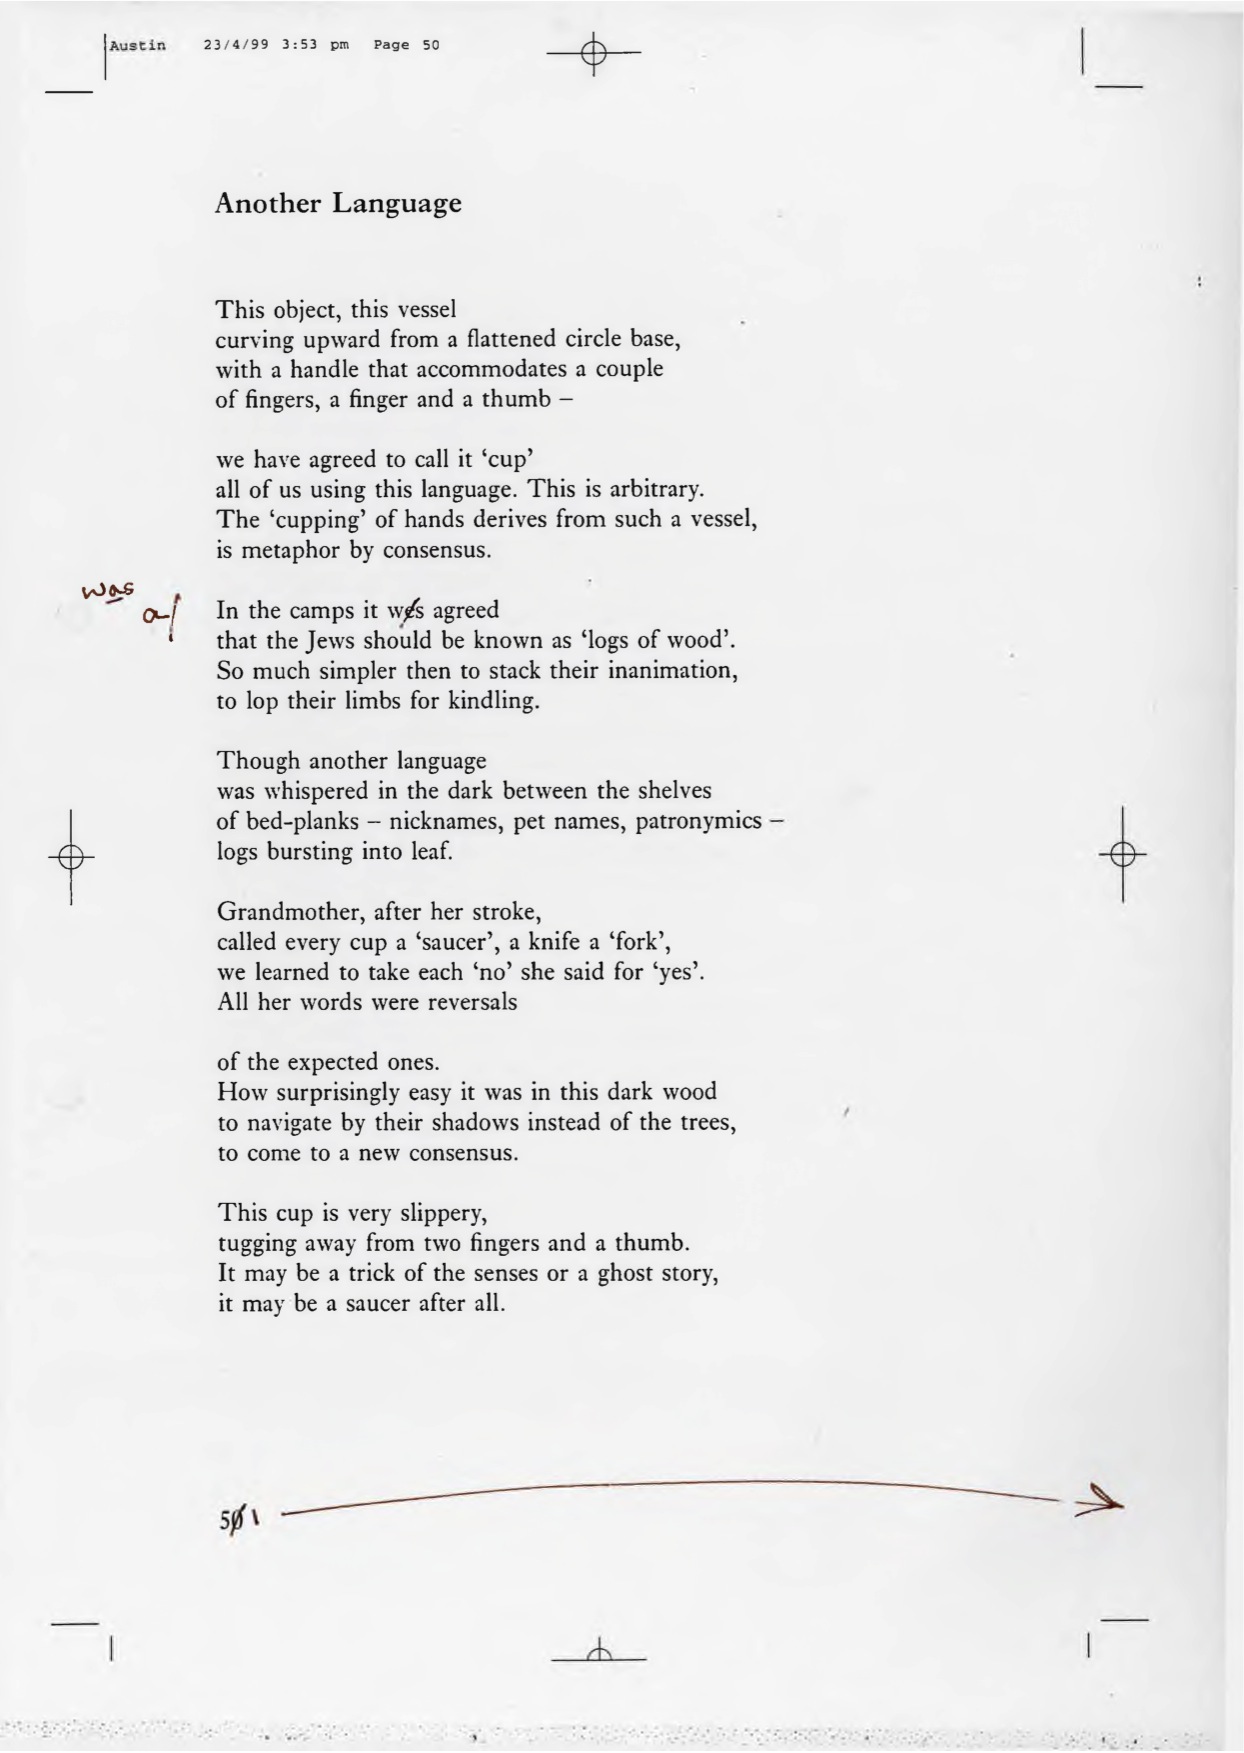 Austin 23/4/99 3:53 pm Page 50
Another Language
This object, this vessel
curving upward from a flattened circle base,
with a handle that accommodates a couple
of fingers, a finger and a thumb –
we have agreed to call it ‘cup’
all of us using this language. This is arbitrary.
The ‘cupping’ of hands derives from such a vessel,
is metaphor by consensus.
was
a/
In the camps it wes agreed
that the Jews should be known as ‘logs of wood’.
So much simpler then to stack their inanimation,
to lop their limbs for kindling.
Though another language
was whispered in the dark between the shelves
of bed-planks – nicknames, pet names, patronymics –
logs bursting into leaf.
Grandmother, after her stroke,
called every cup a ‘saucer’, a knife a ‘fork’,
we learned to take each ‘no’ she said for ‘yes’.
All her words were reversals
of the expected ones.
How surprisingly easy it was in this dark wood
to navigate by their shadows instead of the trees,
to come to a new consensus.
This cup is very slippery,
tugging away from two fingers and a thumb.
It may be a trick of the senses or a ghost story,
it may be a saucer after all.
50 1